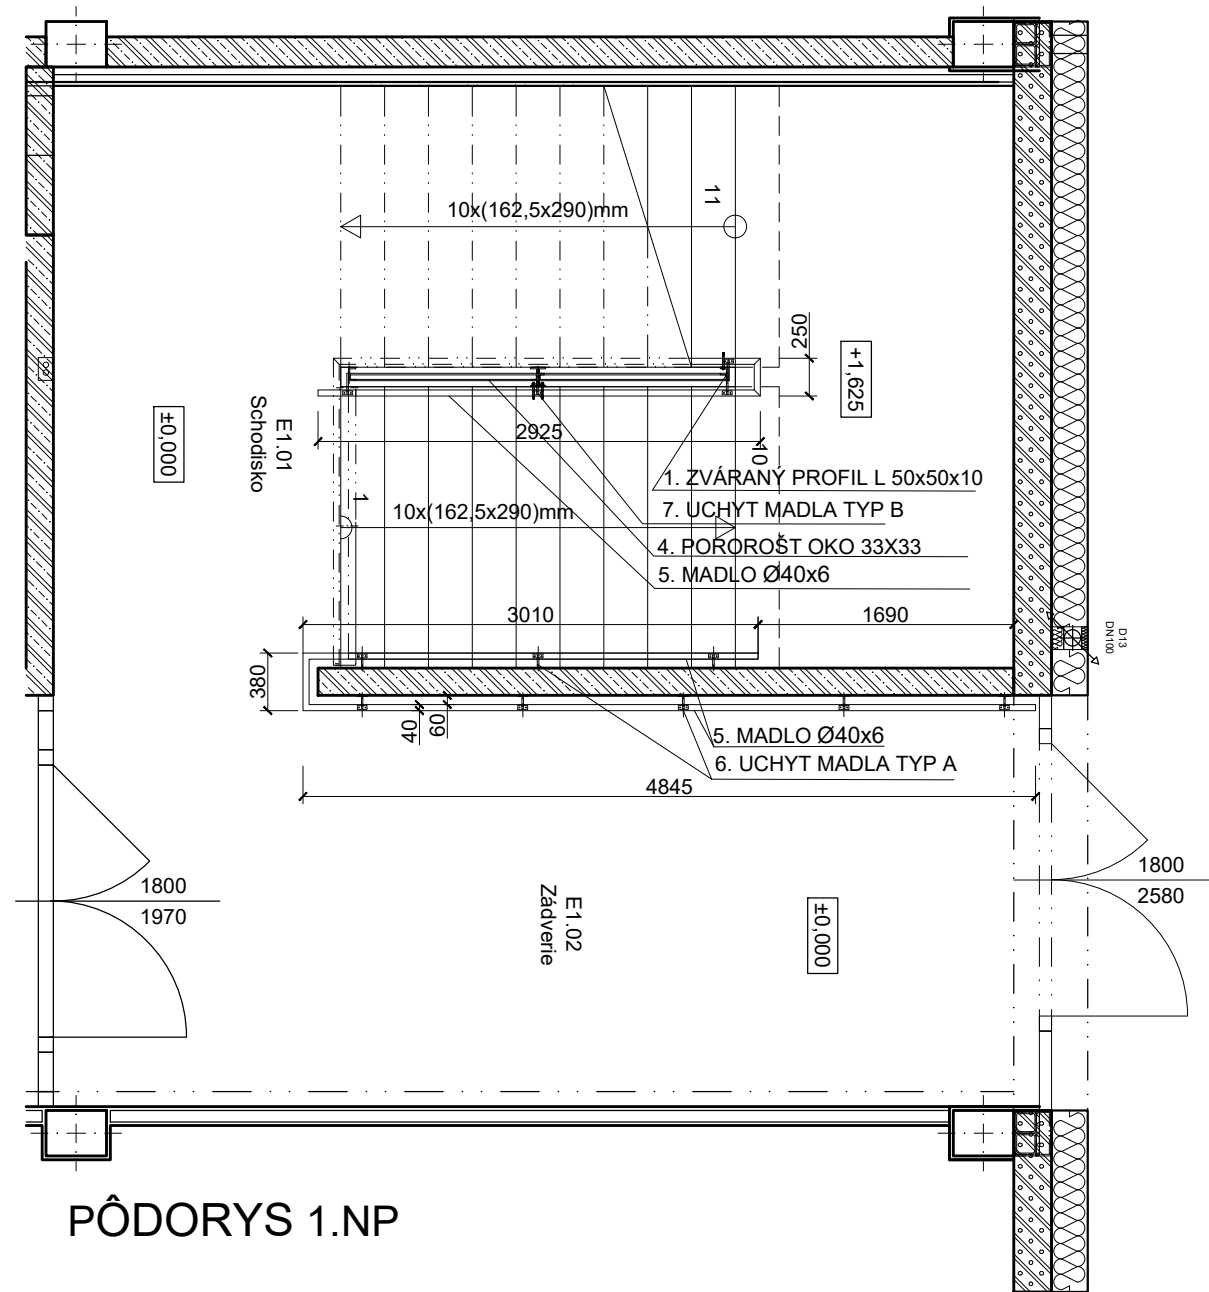 11
10x(162,5x290)mm
250
+1,625
±0,000
E1.01
Schodisko
2925
10
1. ZVÁRANÝ PROFIL L 50x50x10
1
10x(162,5x290)mm
7. UCHYT MADLA TYP B
4. POROROŠT OKO 33X33
5. MADLO Ø40x6
3010
1690
D13
DN100
380
40
60
5. MADLO Ø40x6
6. UCHYT MADLA TYP A
4845
1800
1970
E1.02
Zádverie
±0,000
1800
2580
PÔDORYS 1.NP